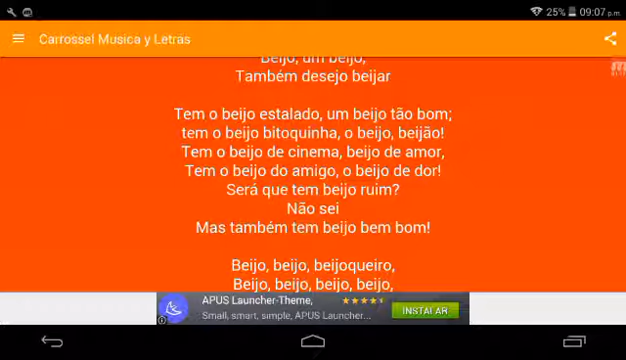 25% 09:07 p.m.
Carrossel Musica y Letras
Beijo, um beijo,
Também desejo beijar
Tem o beijo estalado, um beijo tão bom;
tem o beijo bitoquinha, o beijo, beijão!
Tem o beijo de cinema, beijo de amor,
Tem o beijo do amigo, o beijo de dor!
Será que tem beijo ruim?
Não sei
Mas também tem beijo bem bom!
Beijo, beijo, beijoqueiro,
Beijo, beijo, beijo, beijo,
APUS Launcher-Theme,
Small, smart, simple, APUS Launcher...
INSTALAR